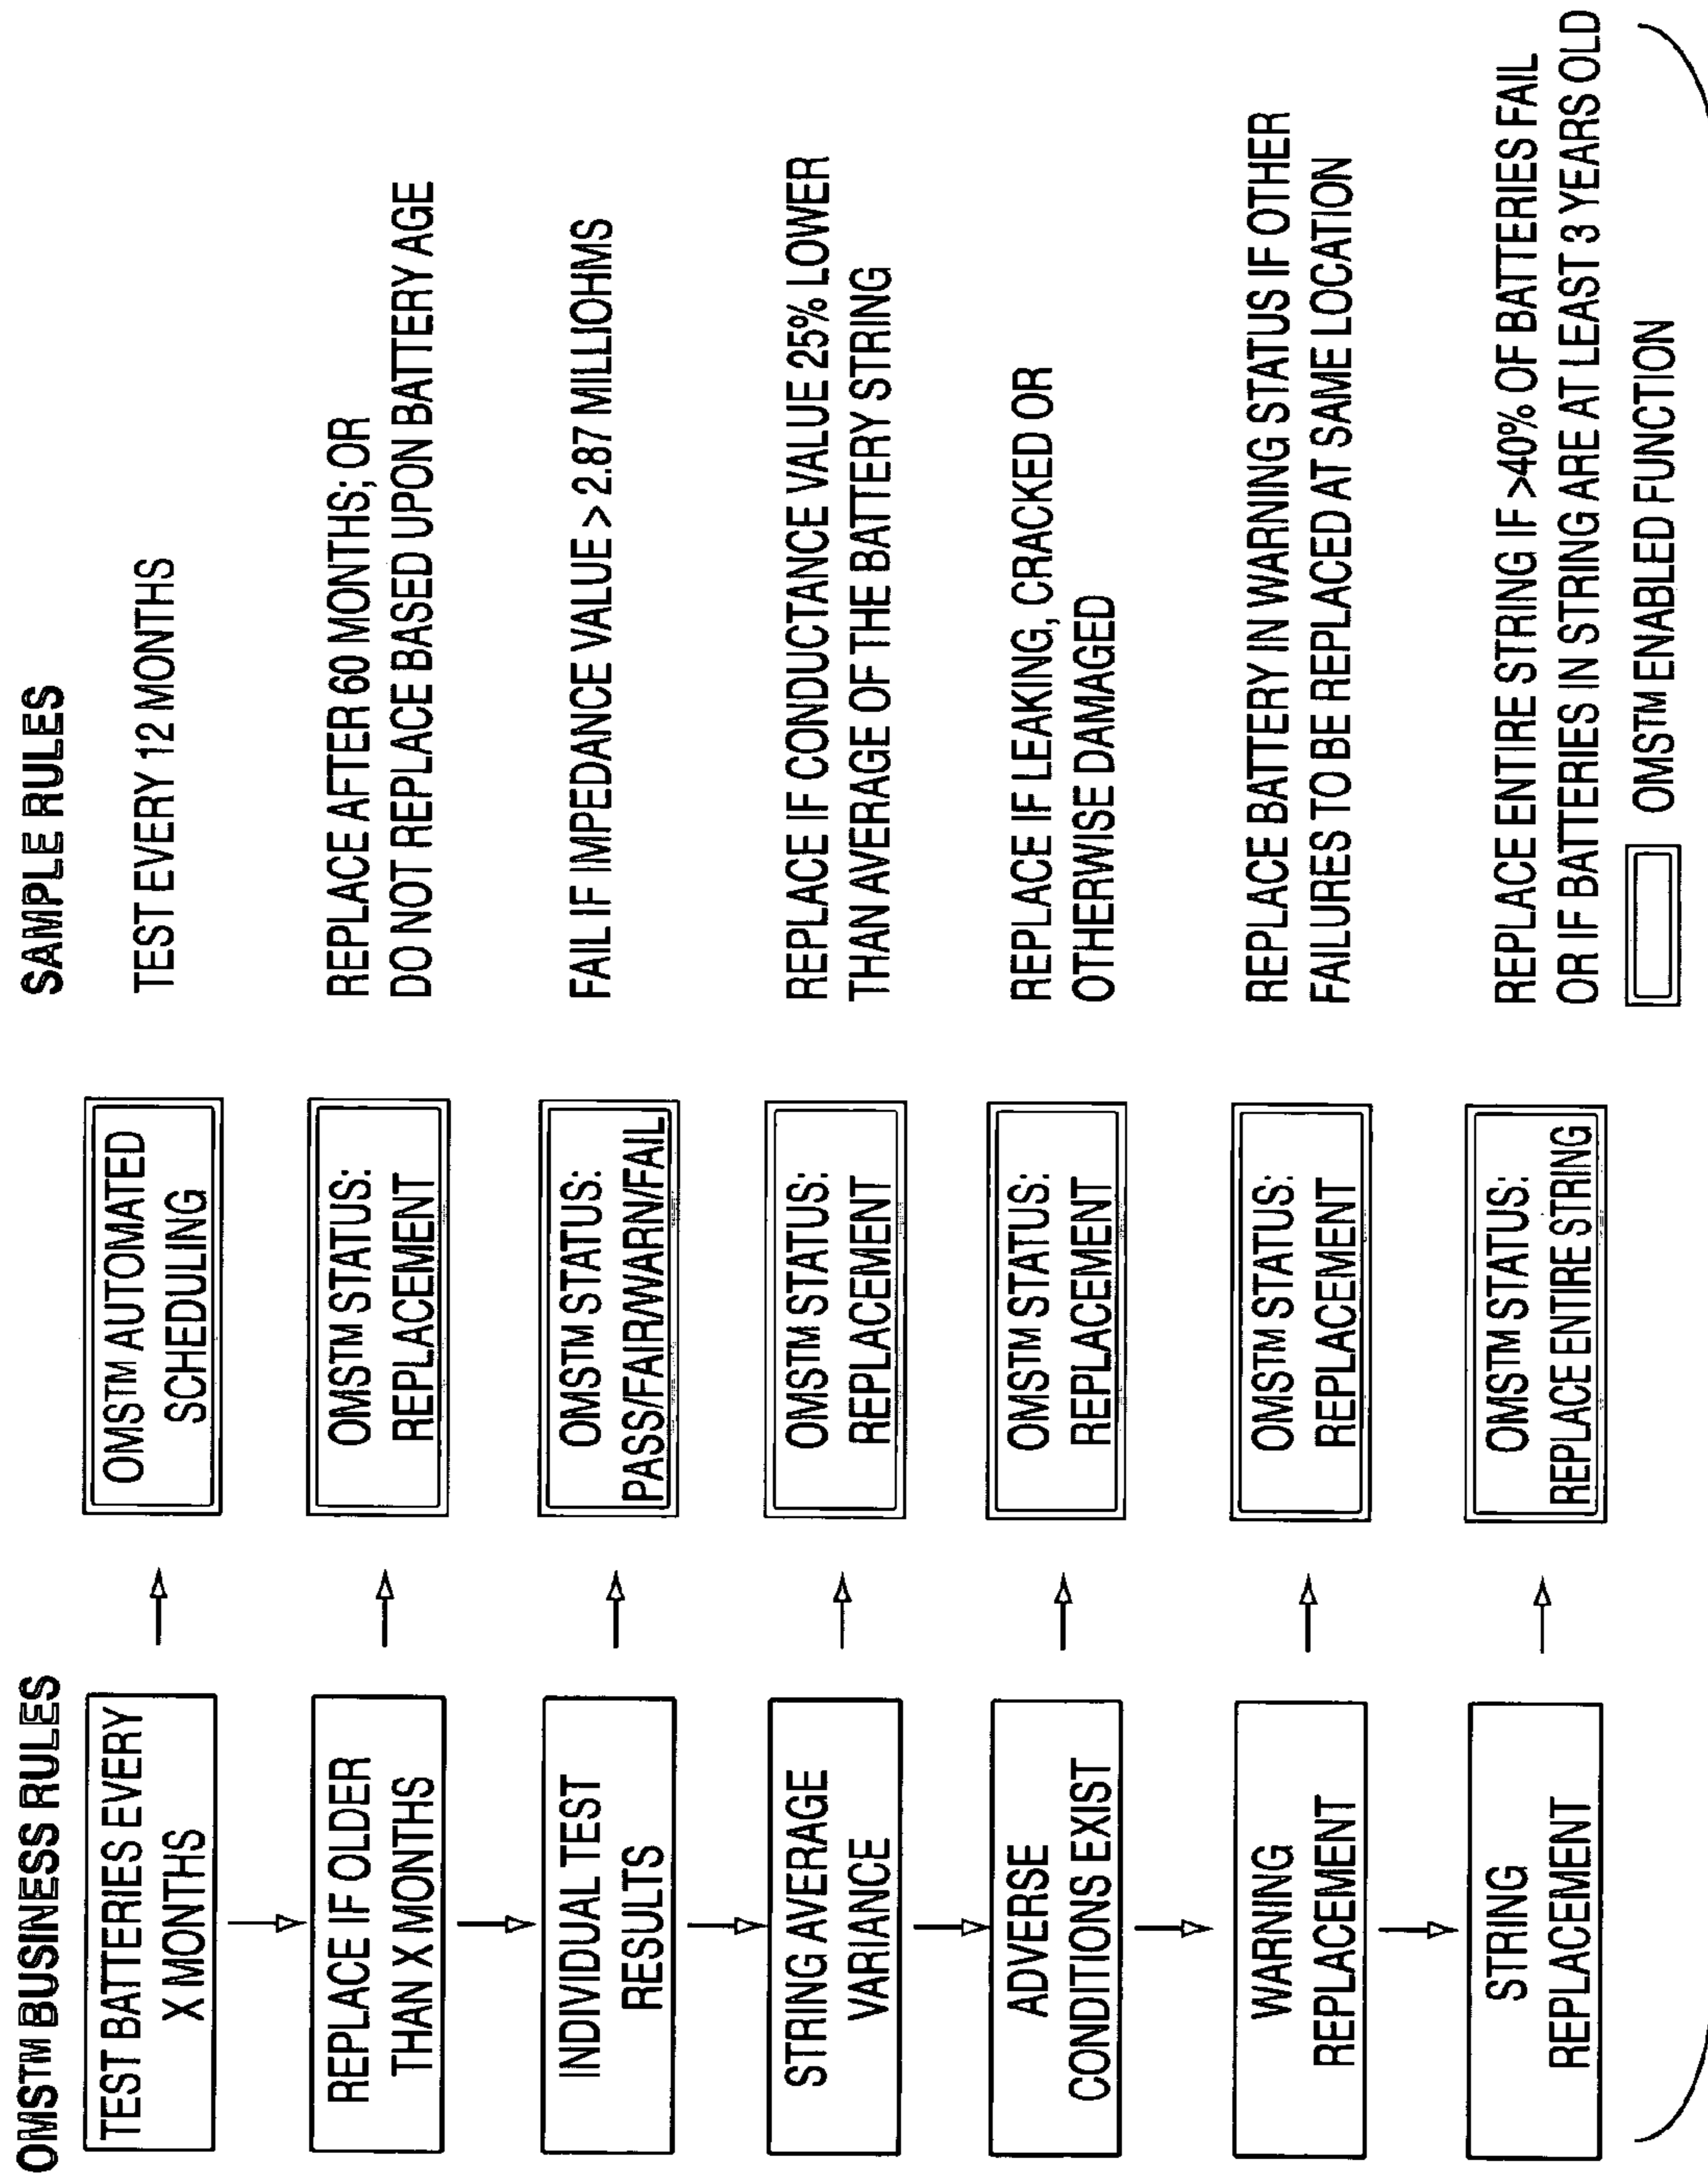 OMS™ BUSINESS RULES
SAMPLE RULES
TEST BATTERIES EVERY
X MONTHS
OMS™ AUTOMATED
SCHEDULING
TEST EVERY 12 MONTHS
REPLACE IF OLDER
THAN X MONTHS
OMS™ STATUS:
REPLACEMENT
REPLACE AFTER 60 MONTHS; OR
DO NOT REPLACE BASED UPON BATTERY AGE
INDIVIDUAL TEST
RESULTS
OMS™ STATUS:
PASS/FAIR/WARN/FAIL
FAIL IF IMPEDANCE VALUE > 2.87 MILLIOHMS
STRING AVERAGE
VARIANCE
OMS™ STATUS:
REPLACEMENT
REPLACE IF CONDUCTANCE VALUE 25% LOWER
THAN AVERAGE OF THE BATTERY STRING
ADVERSE
CONDITIONS EXIST
OMS™ STATUS:
REPLACEMENT
REPLACE IF LEAKING, CRACKED OR
OTHERWISE DAMAGED
WARNING
REPLACEMENT
OMS™ STATUS:
REPLACEMENT
REPLACE BATTERY IN WARNING STATUS IF OTHER
FAILURES TO BE REPLACED AT SAME LOCATION
STRING
REPLACEMENT
OMS™ STATUS:
REPLACE ENTIRE STRING
REPLACE ENTIRE STRING IF >40% OF BATTERIES FAIL
OR IF BATTERIES IN STRING ARE AT LEAST 3 YEARS OLD
OMS™ ENABLED FUNCTION